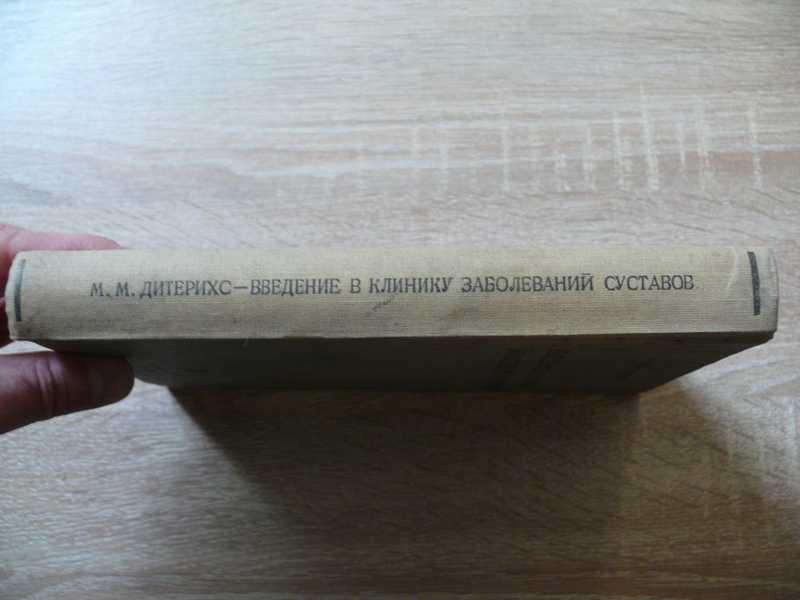 М. М. ДИТЕРИХС—ВВЕДЕНИЕ В КЛИНИКУ ЗАБОЛЕВАНИЙ СУСТАВОВ